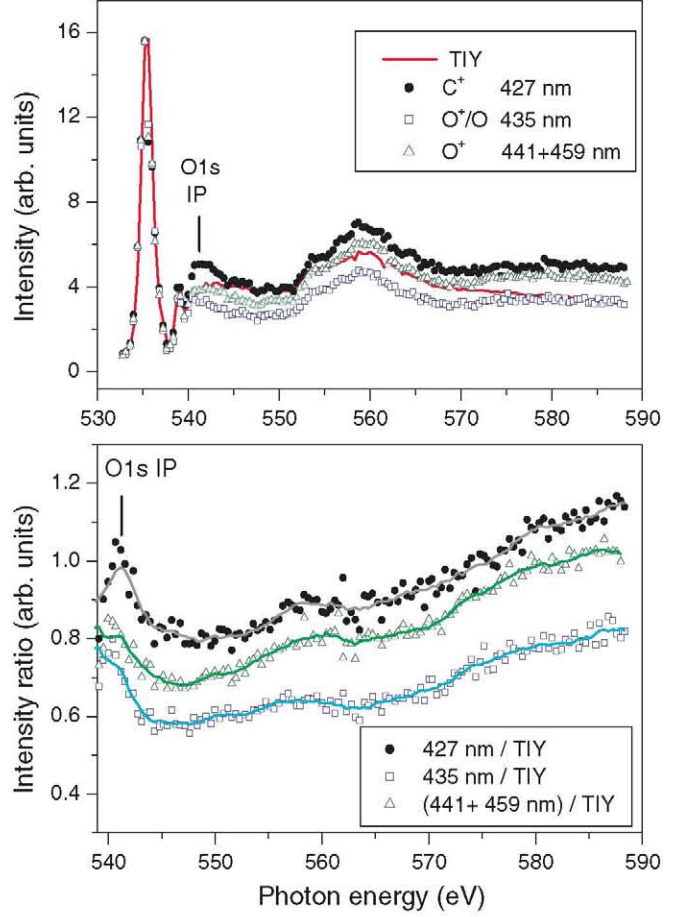 16
12
8
4
0
Intensity (arb. units)
TIY
C⁺ 427 nm
O⁺/O 435 nm
O⁺ 441+459 nm
O1s
IP
530 540 550 560 570 580 590
1.2
1.0
0.8
0.6
0.4
Intensity ratio (arb. units)
O1s IP
427 nm / TIY
435 nm / TIY
(441+ 459 nm) / TIY
540 550 560 570 580 590
Photon energy (eV)